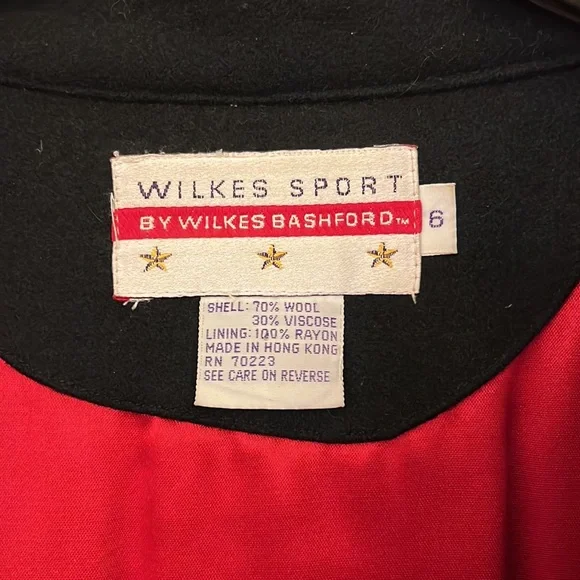 WILKES SPORT
BY WILKES BASHFORD™
6
SHELL: 70% WOOL
30% VISCOSE
LINING: 100% RAYON
MADE IN HONG KONG
RN 70223
SEE CARE ON REVERSE